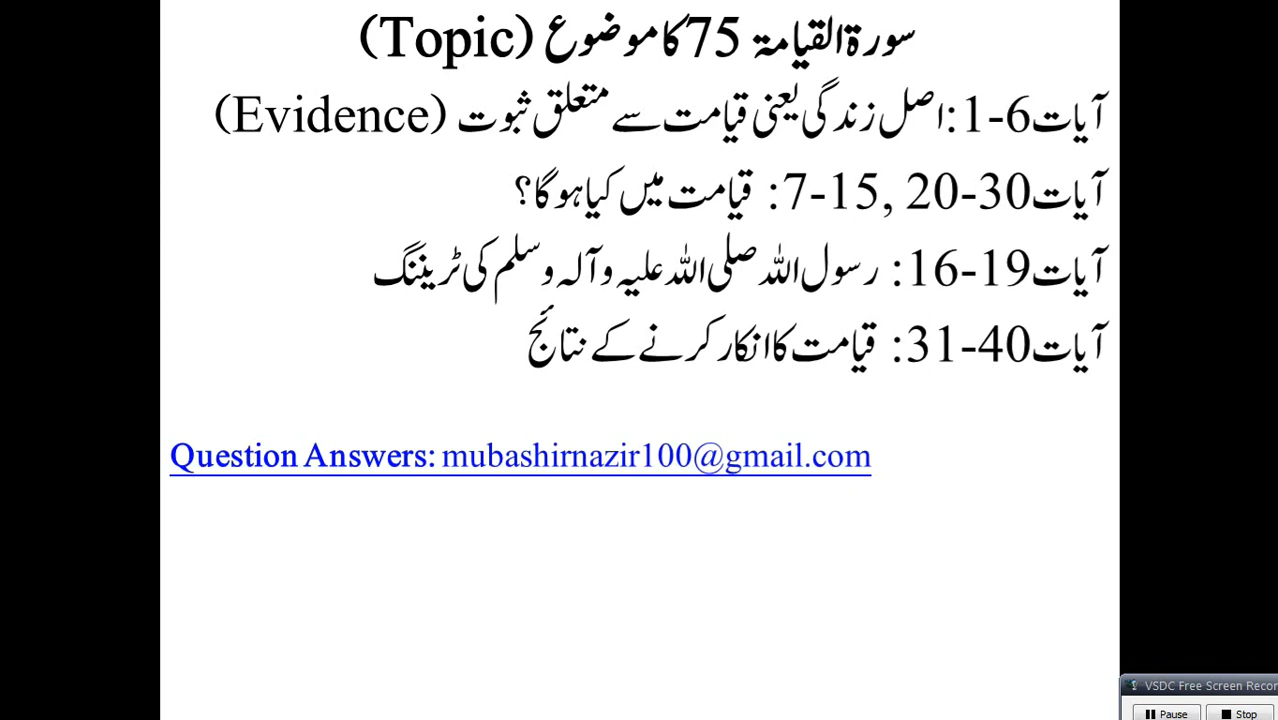 سورۃ القیامۃ 75 کا موضوع (Topic)
آیات 1-6: اصل زندگی یعنی قیامت سے متعلق ثبوت (Evidence)
آیات 7-15, 20-30: قیامت میں کیا ہو گا؟
آیات 16-19: رسول اللہ صلی اللہ علیہ و آلہ و سلم کی ٹریننگ
آیات 31-40: قیامت کا انکار کرنے کے نتائج
Question Answers: mubashirnazir100@gmail.com
VSDC Free Screen Recor
Pause Stop